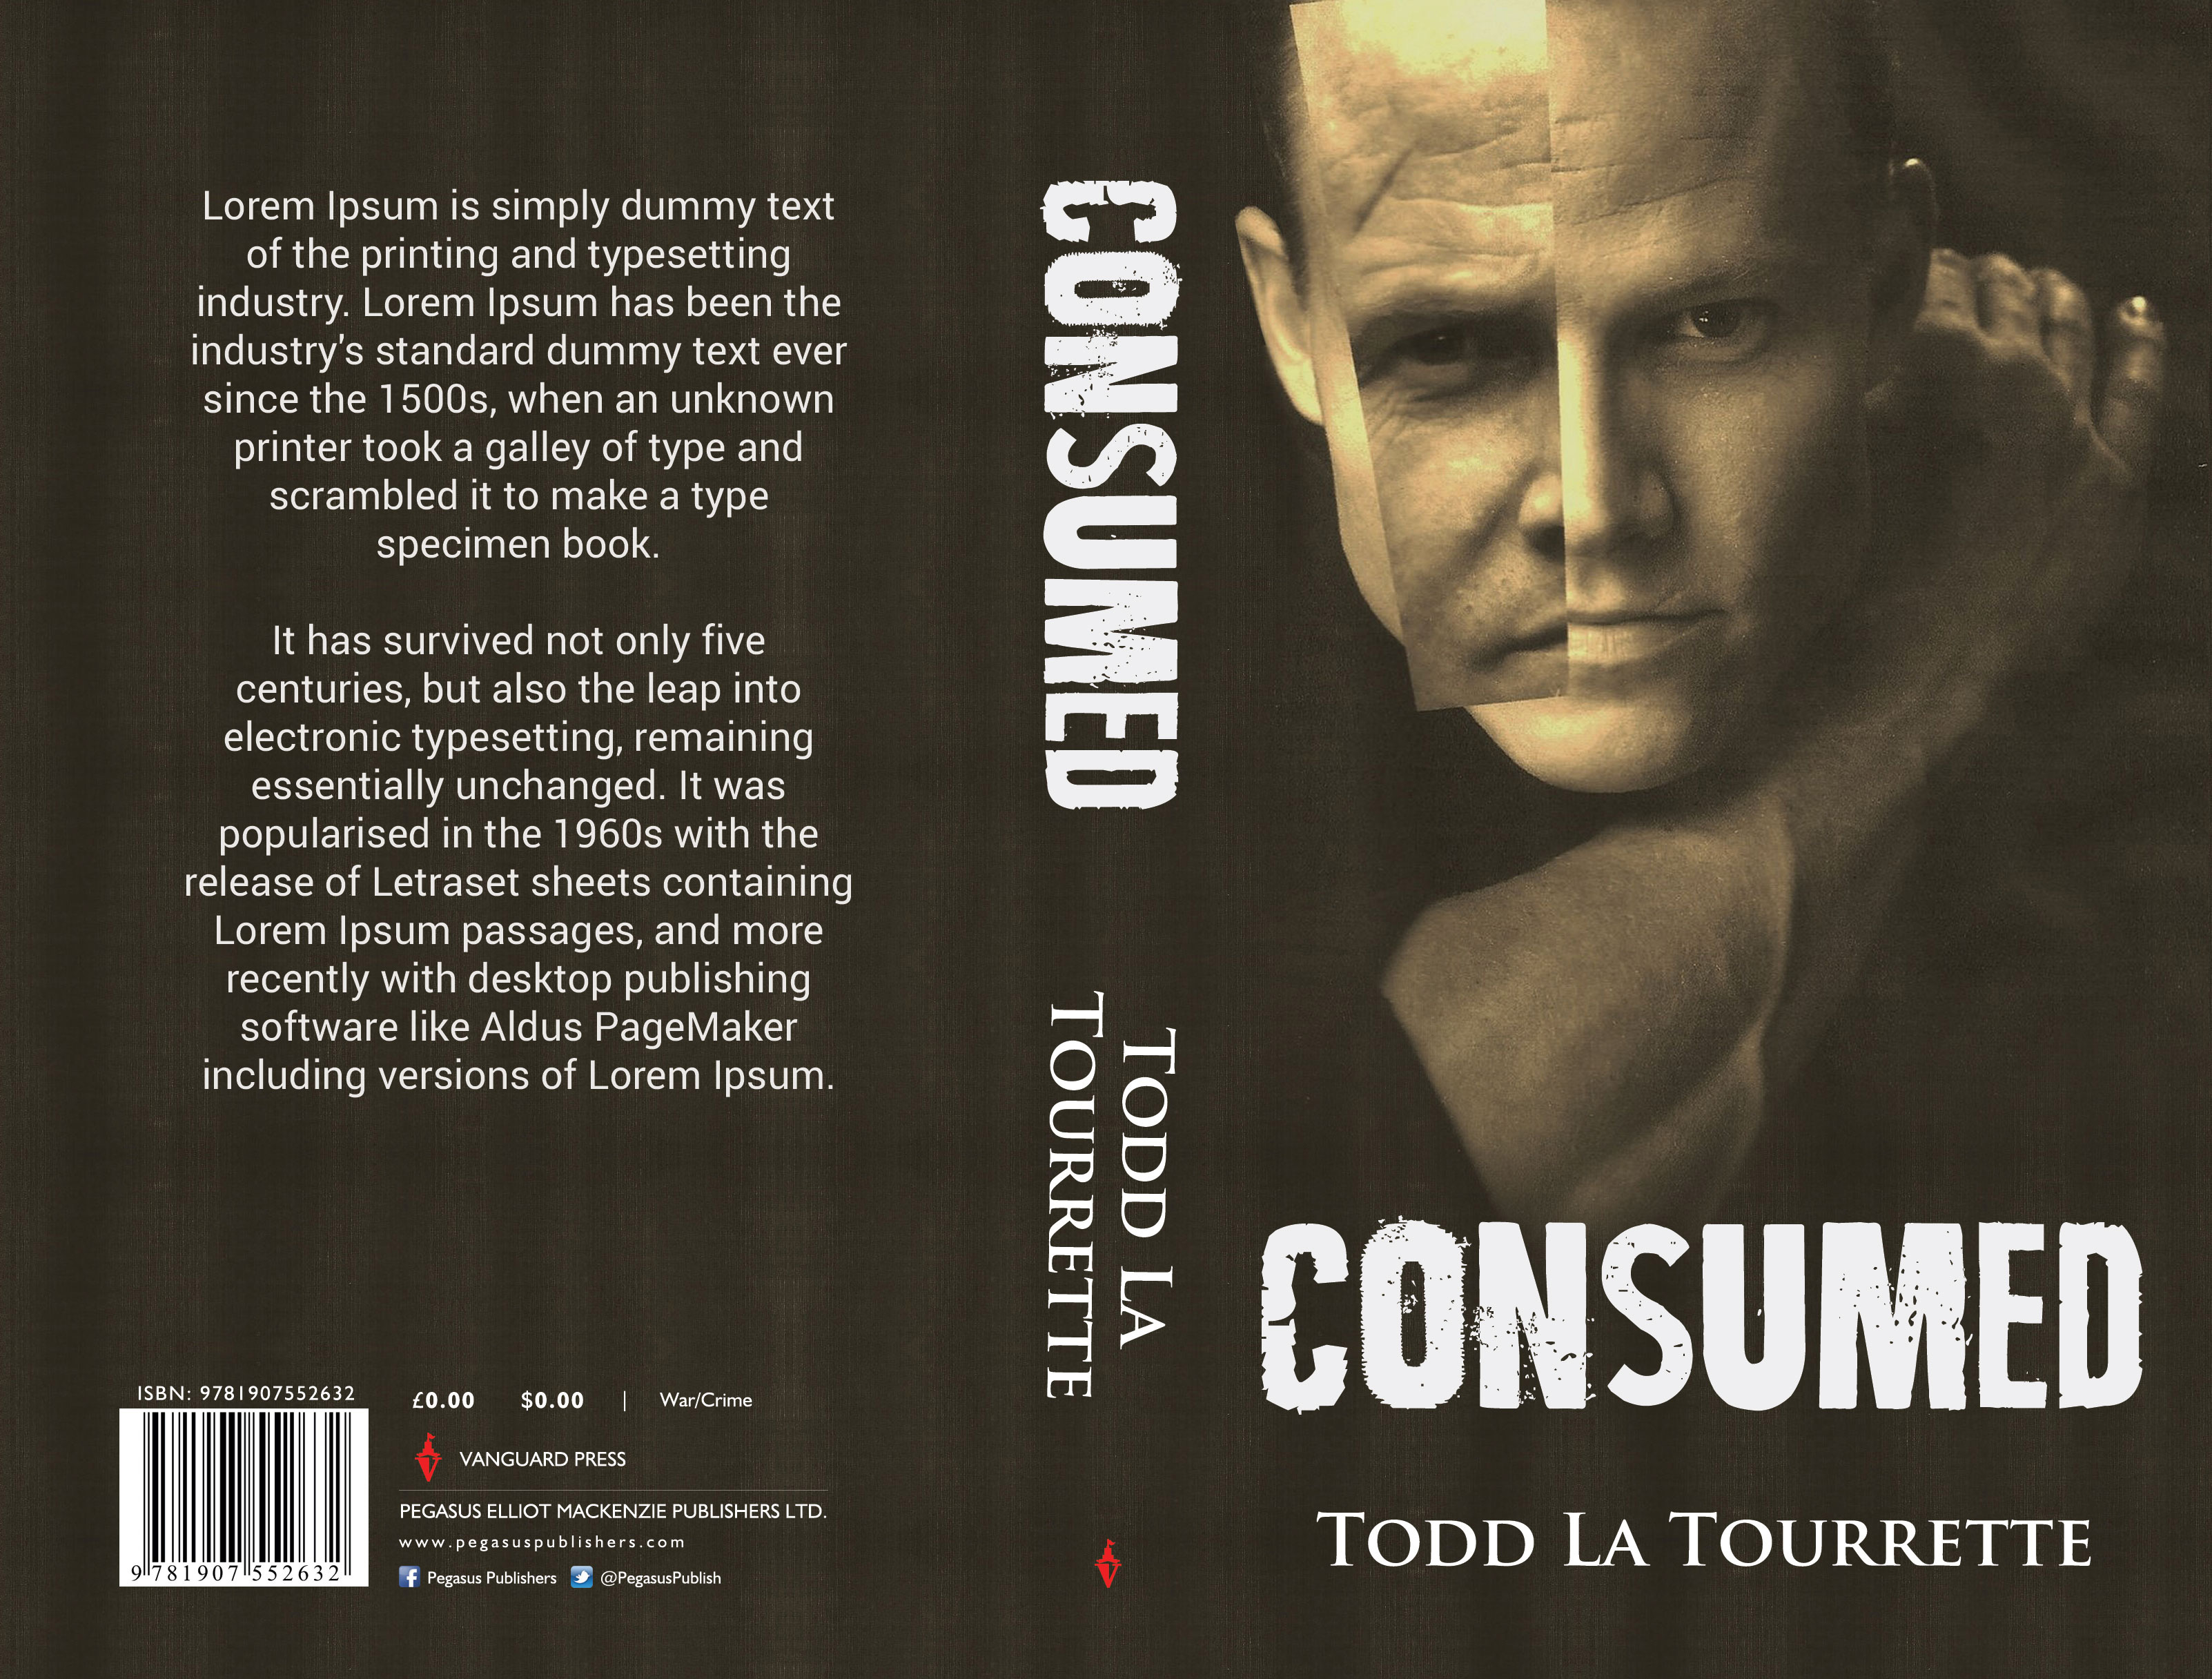 Lorem Ipsum is simply dummy text
of the printing and typesetting
industry. Lorem Ipsum has been the
industry's standard dummy text ever
since the 1500s, when an unknown
printer took a galley of type and
scrambled it to make a type
specimen book.
It has survived not only five
centuries, but also the leap into
electronic typesetting, remaining
essentially unchanged. It was
popularised in the 1960s with the
release of Letraset sheets containing
Lorem Ipsum passages, and more
recently with desktop publishing
software like Aldus PageMaker
including versions of Lorem Ipsum.
ISBN: 9781907552632
9 781907 552632
£0.00 $0.00 | War/Crime
VANGUARD PRESS
PEGASUS ELLIOT MACKENZIE PUBLISHERS LTD.
www.pegasuspublishers.com
Pegasus Publishers @PegasusPublish
CONSUMED
TODD LA
TOURRETTE
CONSUMED
TODD LA TOURRETTE